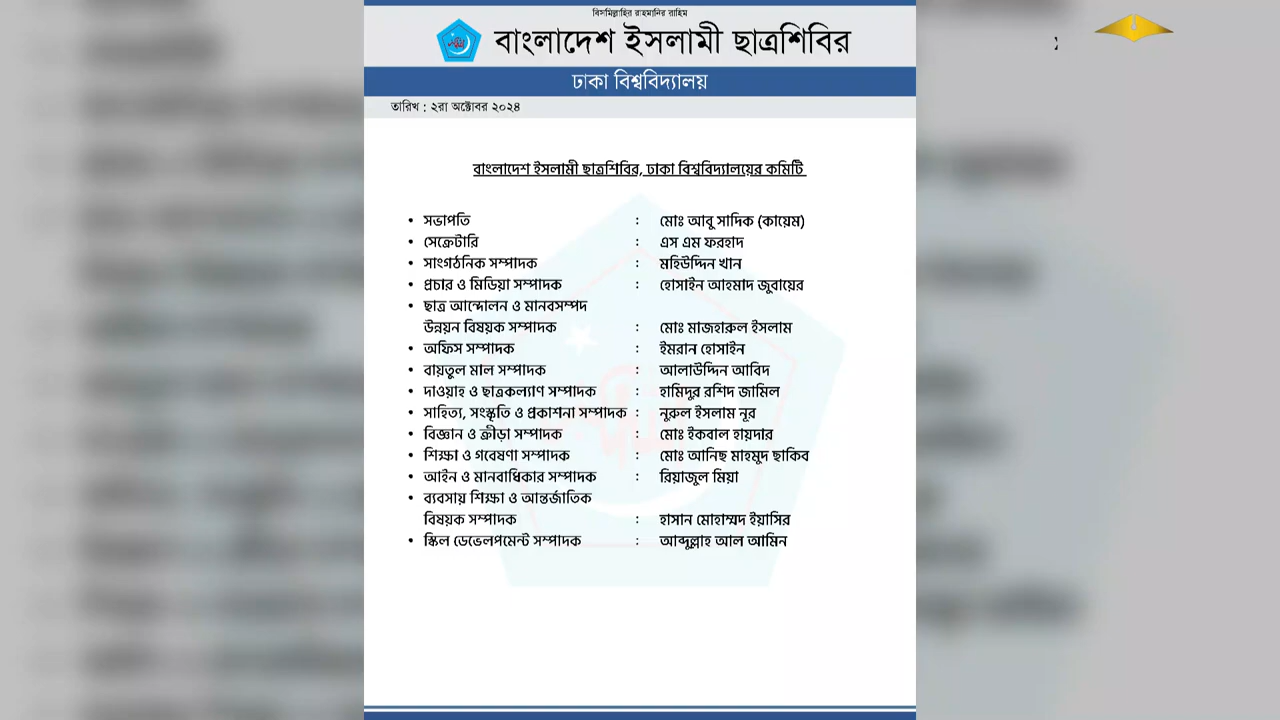 বিসমিল্লাহির রাহমানির রাহিম
বাংলাদেশ ইসলামী ছাত্রশিবির
ঢাকা বিশ্ববিদ্যালয়
তারিখ : ২রা অক্টোবর ২০২৪
বাংলাদেশ ইসলামী ছাত্রশিবির, ঢাকা বিশ্ববিদ্যালয়ের কমিটি
• সভাপতি : মোঃ আবু সাদিক (কায়েম)
• সেক্রেটারি : এস এম ফরহাদ
• সাংগঠনিক সম্পাদক : মহিউদ্দিন খান
• প্রচার ও মিডিয়া সম্পাদক : হোসাইন আহমাদ জুবায়ের
• ছাত্র আন্দোলন ও মানবসম্পদ
উন্নয়ন বিষয়ক সম্পাদক : মোঃ মাজহারুল ইসলাম
• অফিস সম্পাদক : ইমরান হোসাইন
• বায়তুল মাল সম্পাদক : আলাউদ্দিন আবিদ
• দাওয়াহ ও ছাত্রকল্যাণ সম্পাদক : হামিদুর রশিদ জামিল
• সাহিত্য, সংস্কৃতি ও প্রকাশনা সম্পাদক : নূরুল ইসলাম নূর
• বিজ্ঞান ও ক্রীড়া সম্পাদক : মোঃ ইকবাল হায়দার
• শিক্ষা ও গবেষণা সম্পাদক : মোঃ আনিছ মাহমুদ ছাকিব
• আইন ও মানবাধিকার সম্পাদক : রিয়াজুল মিয়া
• ব্যবসায় শিক্ষা ও আন্তর্জাতিক
বিষয়ক সম্পাদক : হাসান মোহাম্মদ ইয়াসির
• স্কিল ডেভেলপমেন্ট সম্পাদক : আব্দুল্লাহ আল আমিন